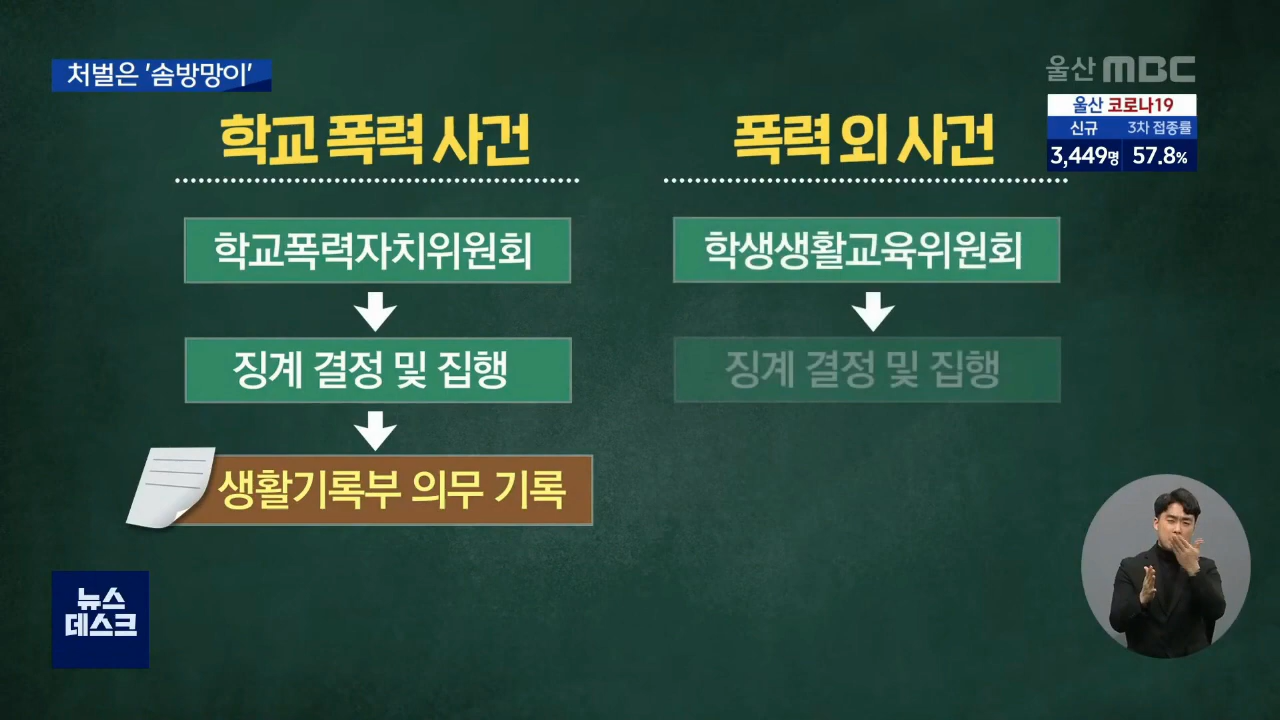 처벌은 '솜방망이'
울산 MBC
울산 코로나19
신규 3차 접종률
3,449명 57.8%
학교 폭력 사건
학교폭력자치위원회
징계 결정 및 집행
생활기록부 의무 기록
폭력 외 사건
학생생활교육위원회
징계 결정 및 집행
뉴스
데스크